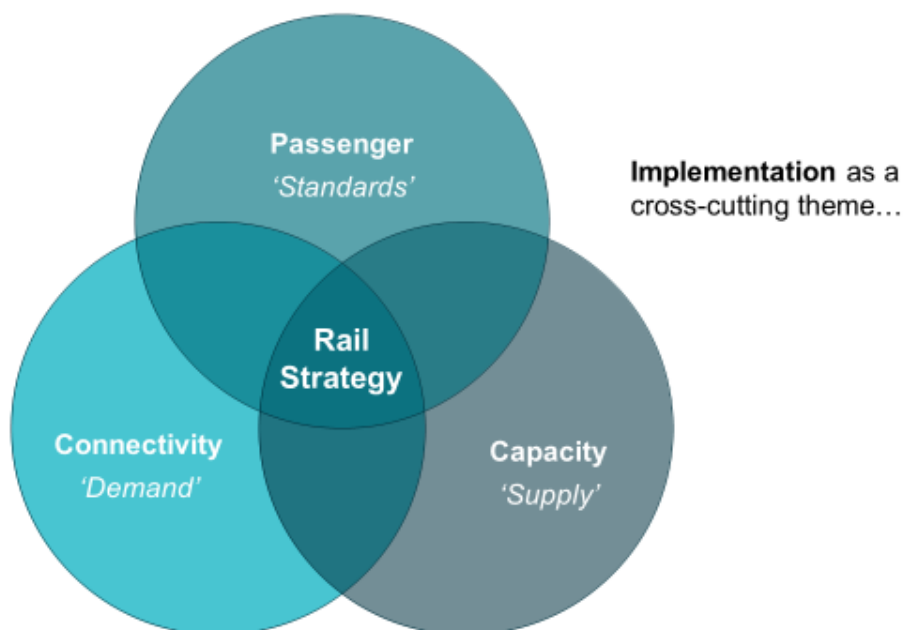 Passenger
‘Standards’
Implementation as a
cross-cutting theme…
Rail
Strategy
Connectivity
‘Demand’
Capacity
‘Supply’